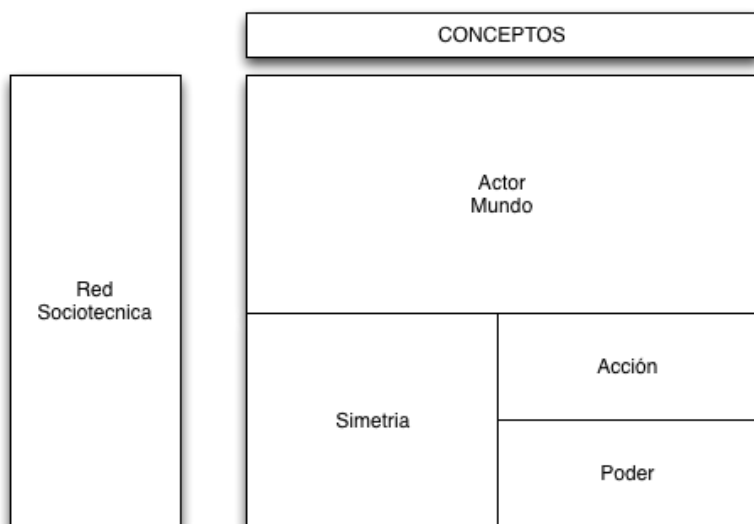 CONCEPTOS
Actor
Mundo
Red
Sociotecnica
Simetria
Acción
Poder